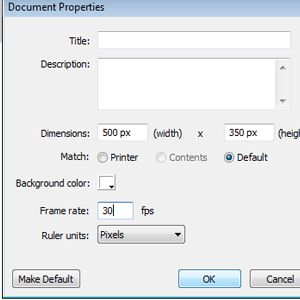 Document Properties
Title:
Description:
Dimensions: 500 px (width) x 350 px (heig
Match: Printer Contents Default
Background color:
Frame rate: 30 fps
Ruler units: Pixels
Make Default OK Cancel